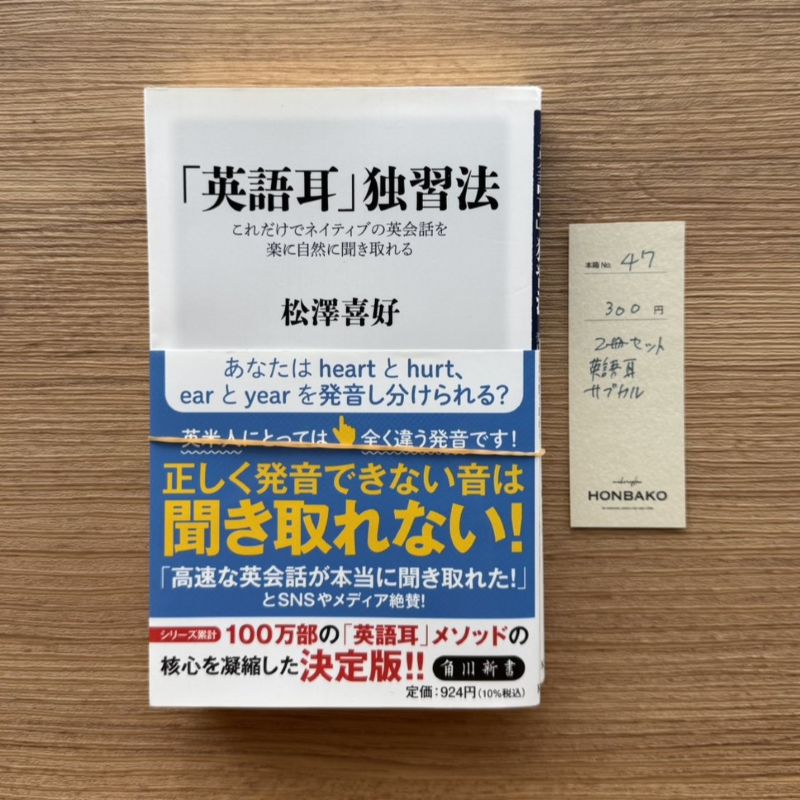 「英語耳」独習法
これだけでネイティブの英会話を
楽に自然に聞き取れる
松澤喜好
あなたは heart と hurt、
ear と year を発音し分けられる?
英米人にとっては 全く違う発音です!
正しく発音できない音は
聞き取れない!
「高速な英会話が本当に聞き取れた!」
とSNSやメディア絶賛!
シリーズ累計 100万部の「英語耳」メソッドの
核心を凝縮した決定版!! 角川新書
定価:924円(10%税込)
本箱 No. 47
300 円
2冊セット
英語耳
サブカル
HONBAKO